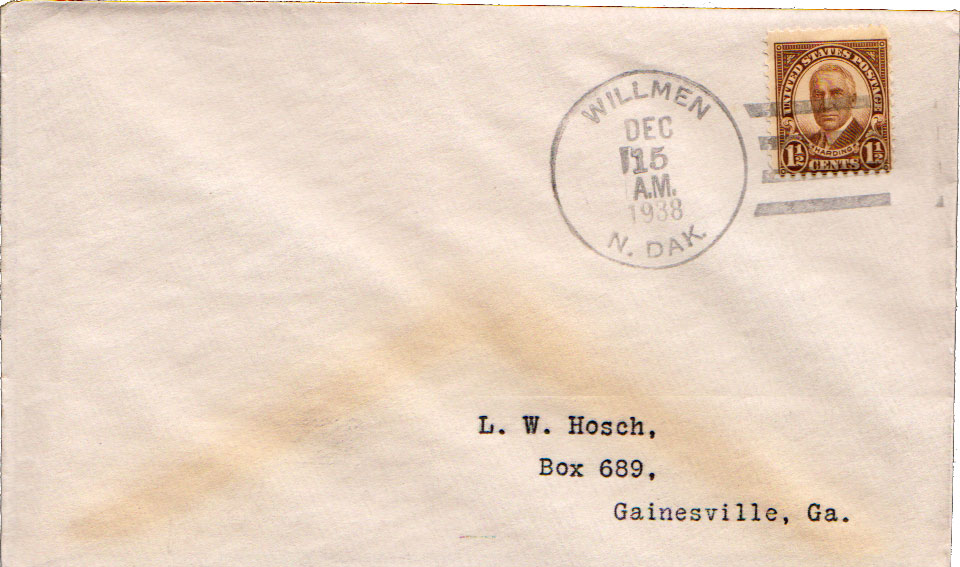 WILLMEN
DEC
15
A.M.
1938
N. DAK.
UNITED STATES POSTAGE
HARDING
1½ CENTS 1½
L. W. Hosch,
Box 689,
Gainesville, Ga.